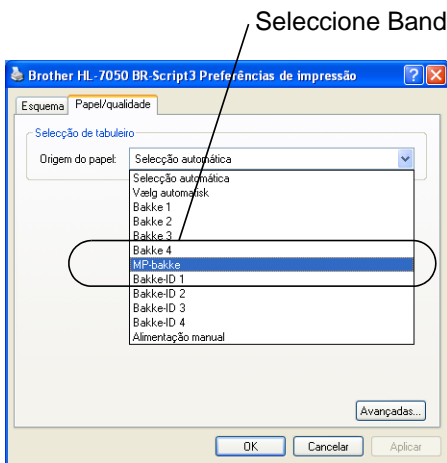 Seleccione Band
Brother HL-7050 BR-Script3 Preferências de impressão
Esquema Papel/qualidade
Selecção de tabuleiro
Origem do papel: Selecção automática
Selecção automática
Vælg automatisk
Bakke 1
Bakke 2
Bakke 3
Bakke 4
MP-bakke
Bakke-ID 1
Bakke-ID 2
Bakke-ID 3
Bakke-ID 4
Alimentação manual
Avançadas...
OK Cancelar Aplicar